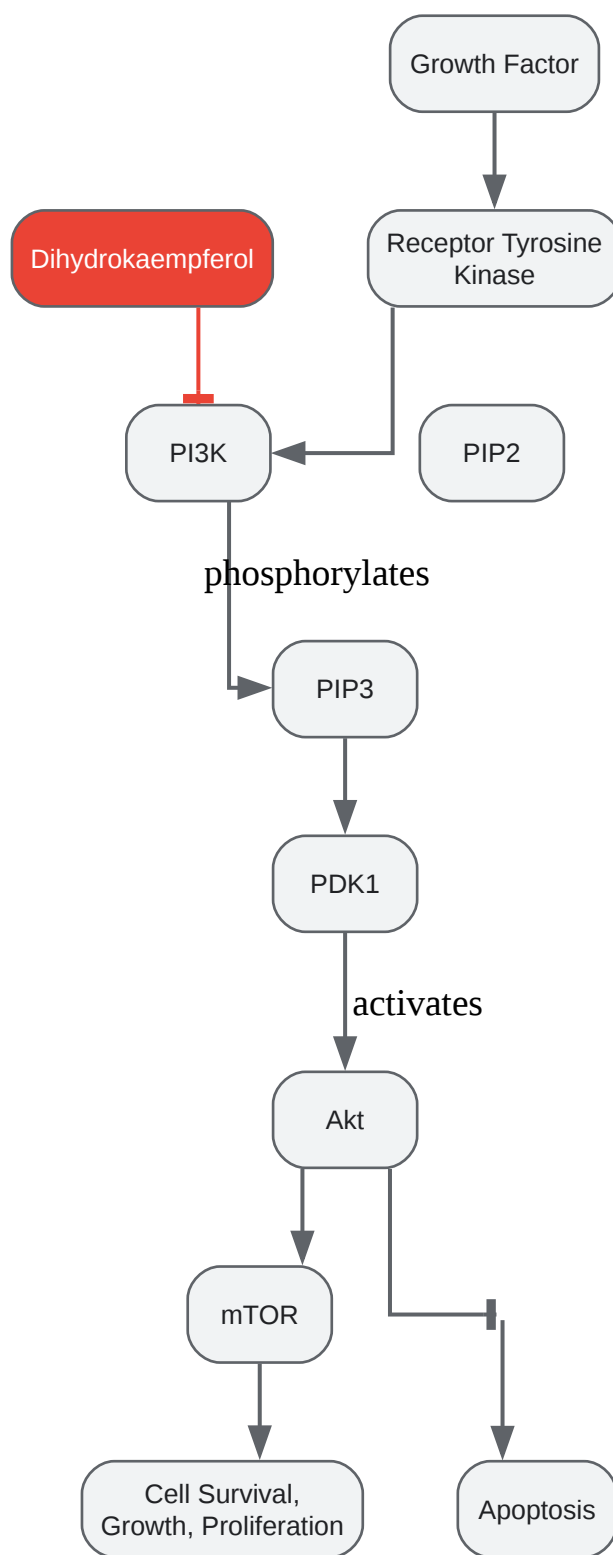 Growth Factor
Dihydrokaempferol
Receptor Tyrosine
Kinase
PI3K
PIP2
phosphorylates
PIP3
PDK1
activates
Akt
mTOR
Cell Survival,
Growth, Proliferation
Apoptosis